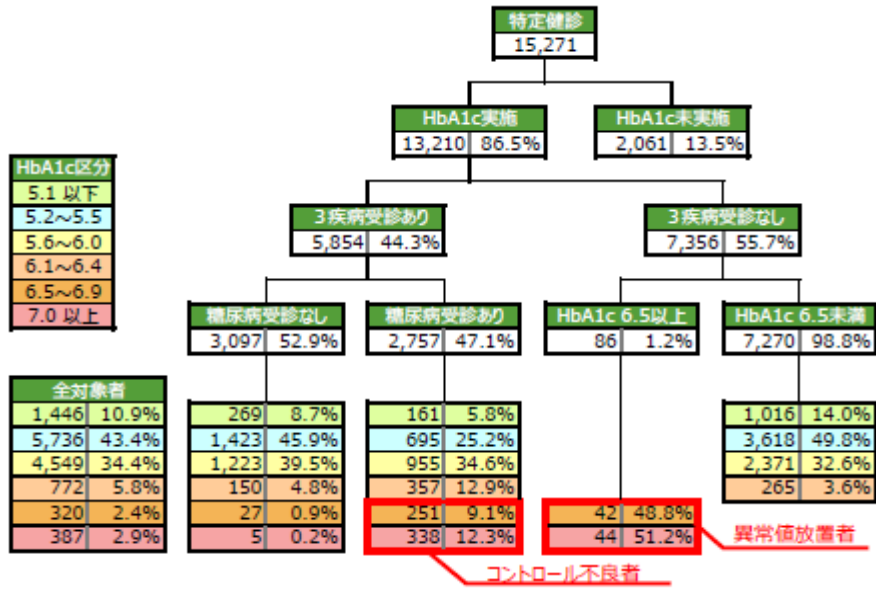 特定健診
15,271
HbA1c実施
13,210 86.5%
HbA1c未実施
2,061 13.5%
HbA1c区分
5.1 以下
5.2～5.5
5.6～6.0
6.1～6.4
6.5～6.9
7.0 以上
3疾病受診あり
5,854 44.3%
3疾病受診なし
7,356 55.7%
糖尿病受診なし
3,097 52.9%
糖尿病受診あり
2,757 47.1%
HbA1c 6.5以上
86 1.2%
HbA1c 6.5未満
7,270 98.8%
全対象者
1,446 10.9%
5,736 43.4%
4,549 34.4%
772 5.8%
320 2.4%
387 2.9%
269 8.7%
1,423 45.9%
1,223 39.5%
150 4.8%
27 0.9%
5 0.2%
161 5.8%
695 25.2%
955 34.6%
357 12.9%
251 9.1%
338 12.3%
42 48.8%
44 51.2%
1,016 14.0%
3,618 49.8%
2,371 32.6%
265 3.6%
異常値放置者
コントロール不良者